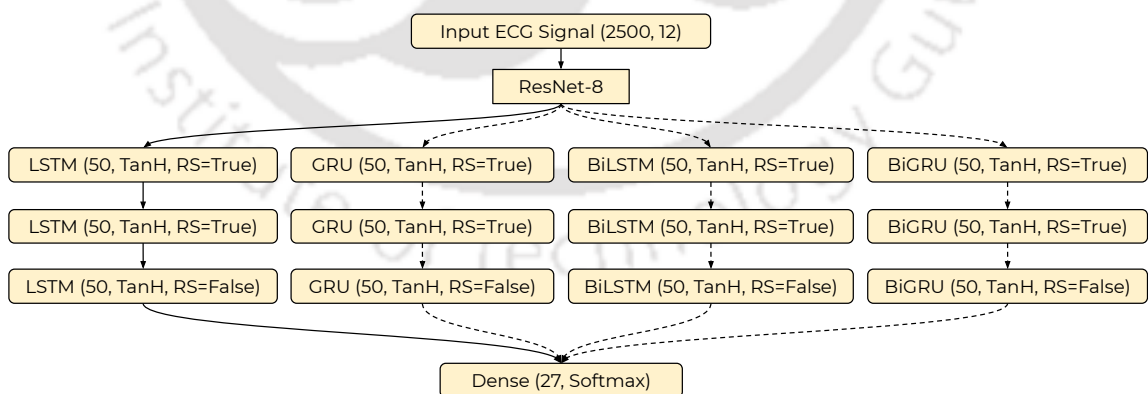 Input ECG Signal (2500, 12)
ResNet-8
LSTM (50, TanH, RS=True)
GRU (50, TanH, RS=True)
BiLSTM (50, TanH, RS=True)
BiGRU (50, TanH, RS=True)
LSTM (50, TanH, RS=True)
GRU (50, TanH, RS=True)
BiLSTM (50, TanH, RS=True)
BiGRU (50, TanH, RS=True)
LSTM (50, TanH, RS=False)
GRU (50, TanH, RS=False)
BiLSTM (50, TanH, RS=False)
BiGRU (50, TanH, RS=False)
Dense (27, Softmax)
Institute of Technology